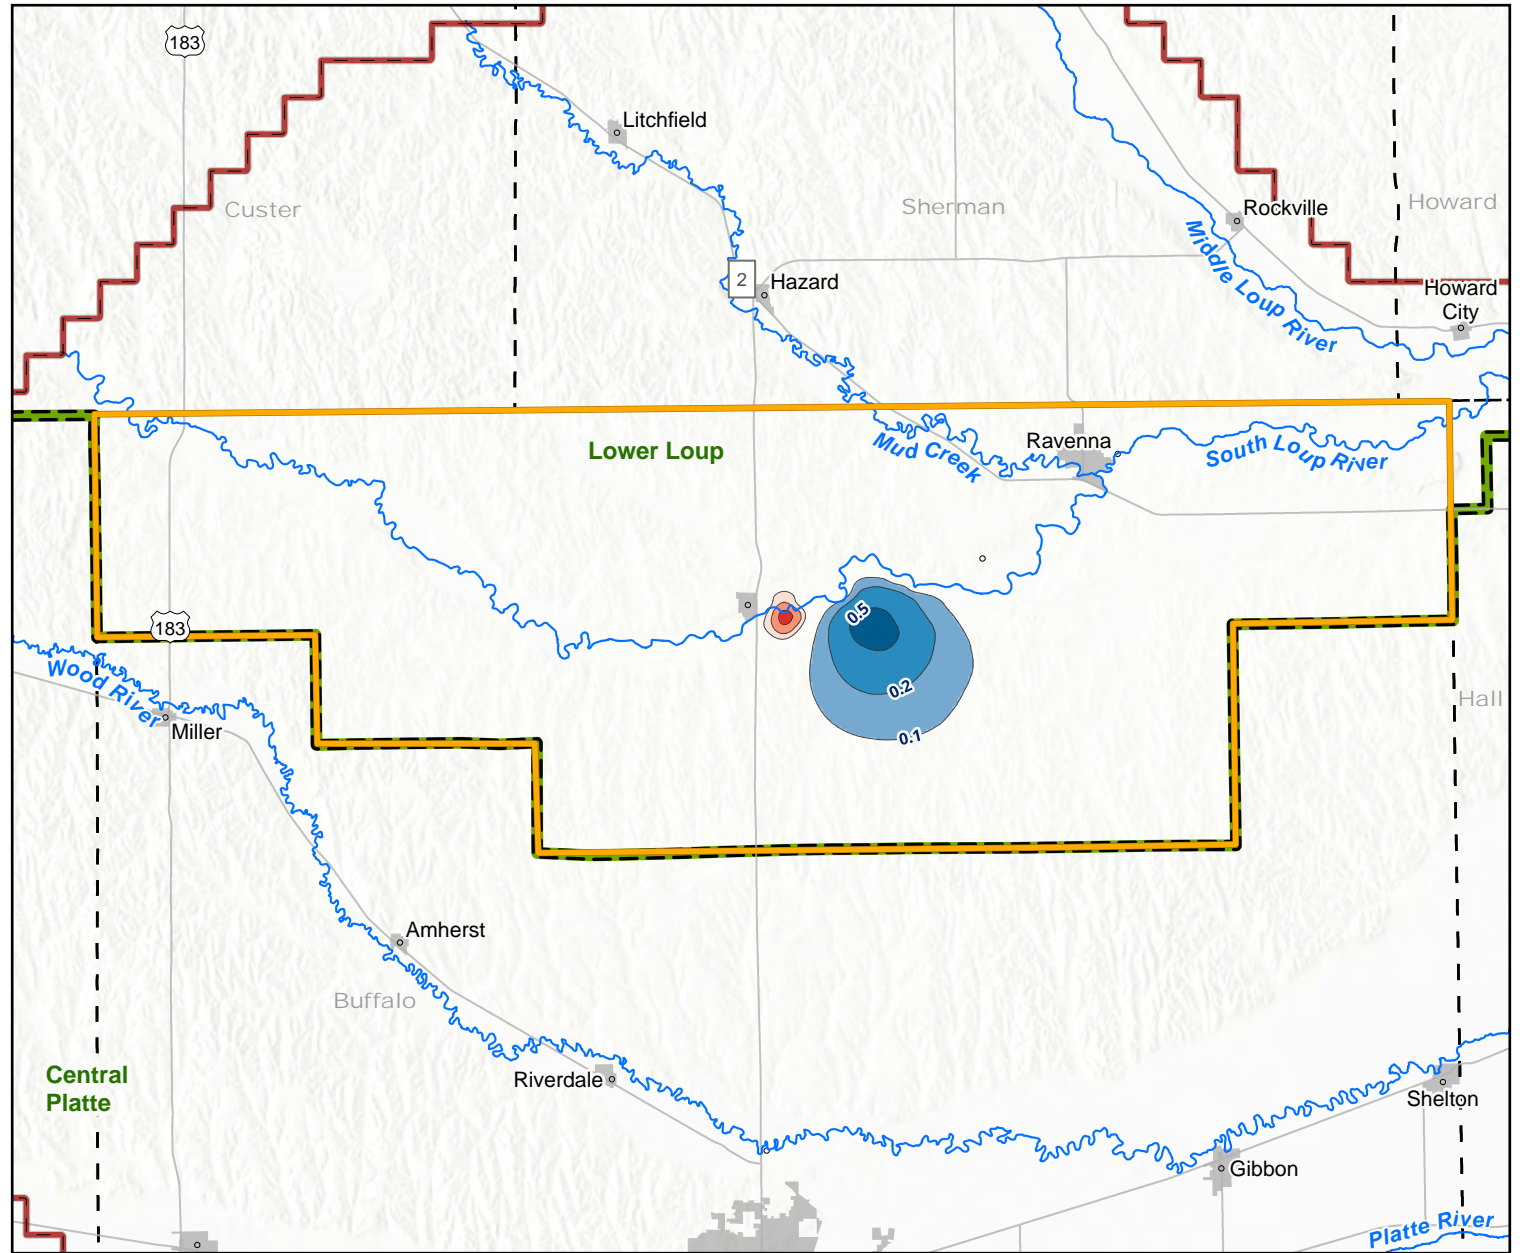 183
Litchfield
Custer
Sherman
Howard
Rockville
Middle Loup River
2
Hazard
Howard
City
Lower Loup
Mud Creek
Ravenna
South Loup River
0.5
183
0.2
0.1
Wood River
Miller
Hall
Amherst
Buffalo
Central
Platte
Riverdale
Shelton
Gibbon
Platte River